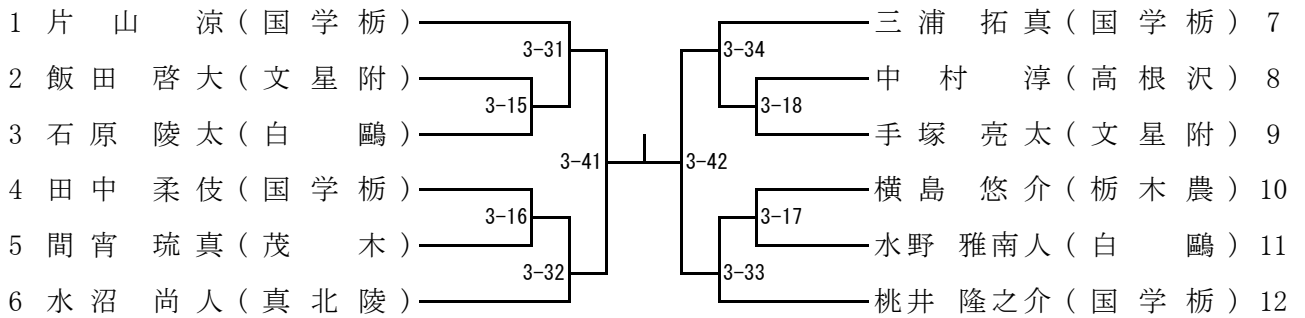 1 片山 涼(国学栃)
3-31
2 飯田 啓大(文星附)
3-15
3 石原 陵太(白鷗)
3-41
4 田中 柔伎(国学栃)
3-16
5 間宵 琉真(茂木)
3-32
6 水沼 尚人(真北陵)
三浦 拓真(国学栃) 7
3-34
中村 淳(高根沢) 8
3-18
手塚 亮太(文星附) 9
3-42
横島 悠介(栃木農) 10
3-17
水野 雅南人(白鷗) 11
3-33
桃井 隆之介(国学栃) 12